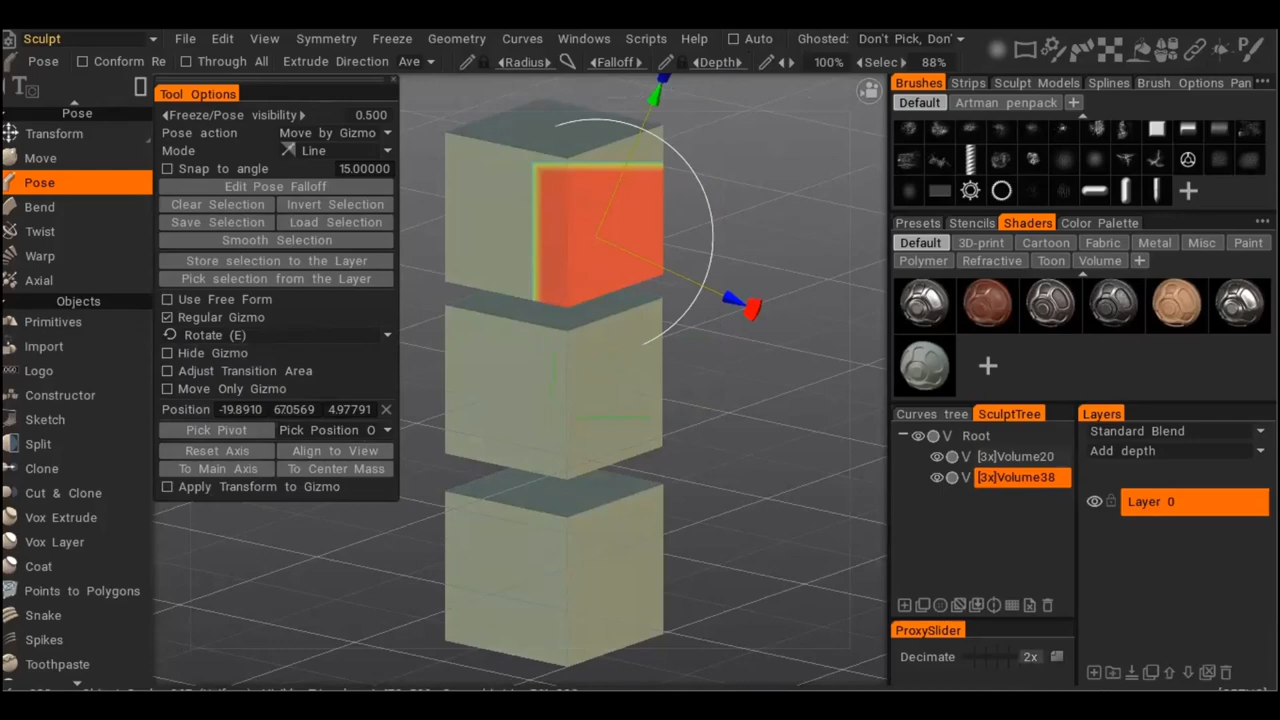 Sculpt File Edit View Symmetry Freeze Geometry Curves Windows Scripts Help Auto Ghosted: Don't Pick, Don'
Pose Conform Re Through All Extrude Direction Ave Radius Falloff Depth 100% Selec 88%
T
Pose
Transform
Move
Pose
Bend
Twist
Warp
Axial
Objects
Primitives
Import
Logo
Constructor
Sketch
Split
Clone
Cut & Clone
Vox Extrude
Vox Layer
Coat
Points to Polygons
Snake
Spikes
Toothpaste
Tool Options
Freeze/Pose visibility 0.500
Pose action Move by Gizmo
Mode Line
Snap to angle 15.00000
Edit Pose Falloff
Clear Selection Invert Selection
Save Selection Load Selection
Smooth Selection
Store selection to the Layer
Pick selection from the Layer
Use Free Form
Regular Gizmo
Rotate (E)
Hide Gizmo
Adjust Transition Area
Move Only Gizmo
Position -19.8910 67.0569 4.97791
Pick Pivot Pick Position O
Reset Axis Align to View
To Main Axis To Center Mass
Apply Transform to Gizmo
Brushes Strips Sculpt Models Splines Brush Options Pan
Default Artman penpack
Presets Stencils Shaders Color Palette
Default 3D-print Cartoon Fabric Metal Misc Paint
Polymer Refractive Toon Volume
Curves tree SculptTree
V Root
V [3x]Volume20
V [3x]Volume38
ProxySlider
Decimate 2x
Layers
Standard Blend
Add depth
Layer 0